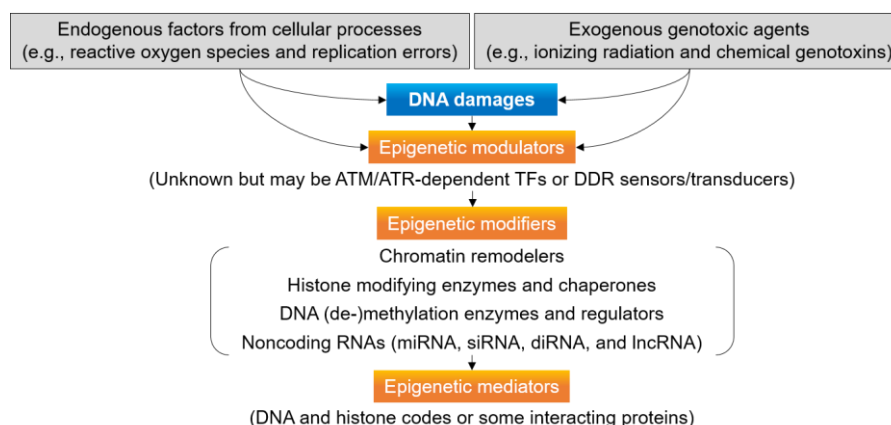 Endogenous factors from cellular processes
(e.g., reactive oxygen species and replication errors)
Exogenous genotoxic agents
(e.g., ionizing radiation and chemical genotoxins)
DNA damages
Epigenetic modulators
(Unknown but may be ATM/ATR-dependent TFs or DDR sensors/transducers)
Epigenetic modifiers
Chromatin remodelers
Histone modifying enzymes and chaperones
DNA (de-)methylation enzymes and regulators
Noncoding RNAs (miRNA, siRNA, diRNA, and lncRNA)
Epigenetic mediators
(DNA and histone codes or some interacting proteins)